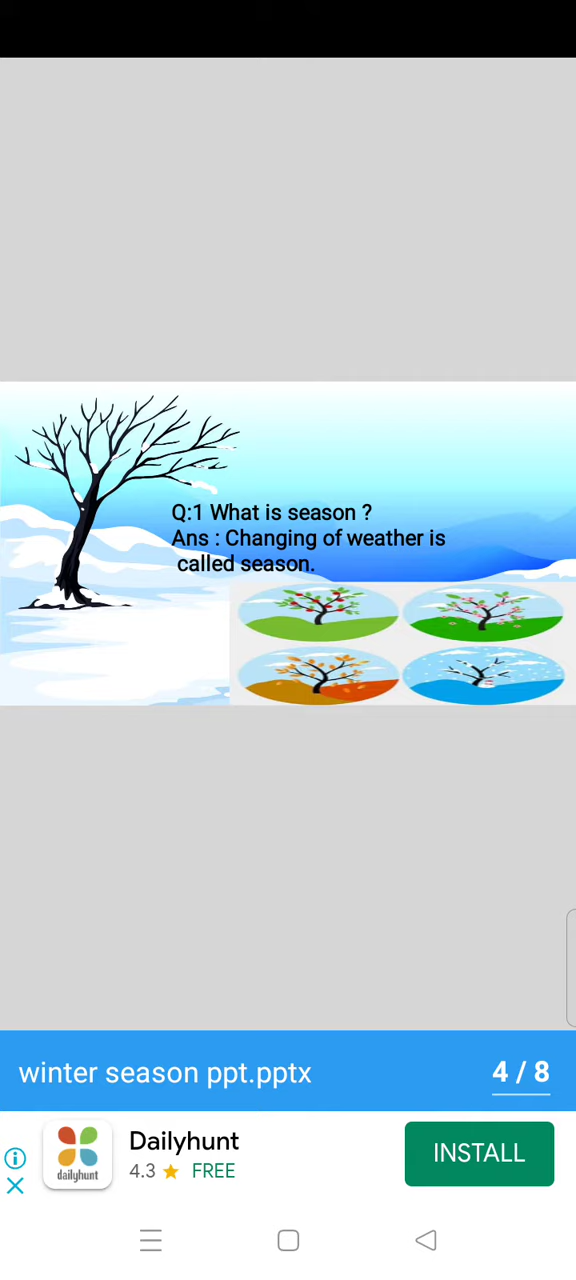 Q:1 What is season ?
Ans : Changing of weather is
called season.
winter season ppt.pptx
4 / 8
Dailyhunt
4.3 ★ FREE
INSTALL
dailyhunt